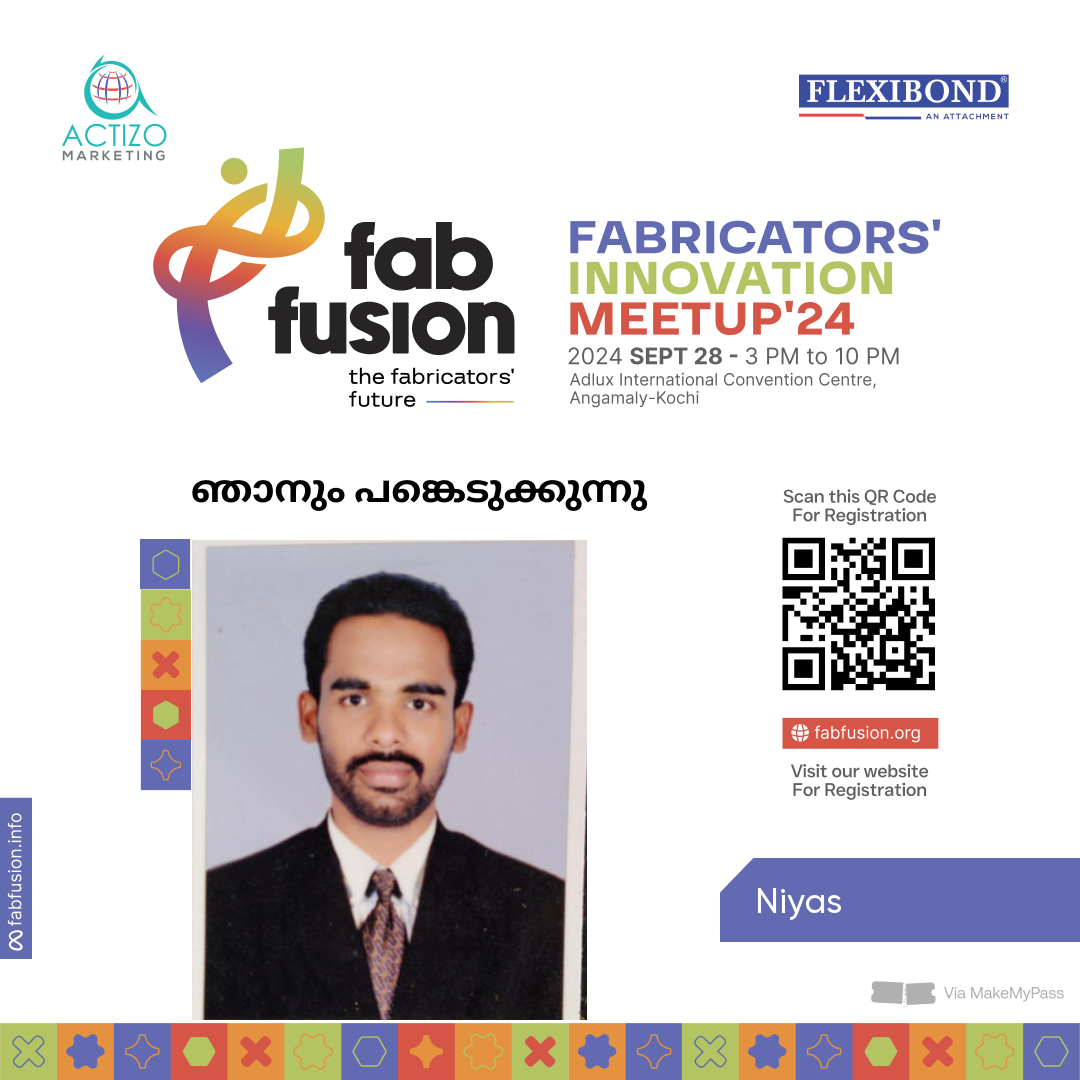 ACTIZO
MARKETING
FLEXIBOND®
AN ATTACHMENT
fab
fusion
the fabricators'
future
FABRICATORS'
INNOVATION
MEETUP'24
2024 SEPT 28 - 3 PM to 10 PM
Adlux International Convention Centre,
Angamaly-Kochi
ഞാനും പങ്കെടുക്കുന്നു
Scan this QR Code
For Registration
fabfusion.org
Visit our website
For Registration
fabfusion.info
Niyas
Via MakeMyPass